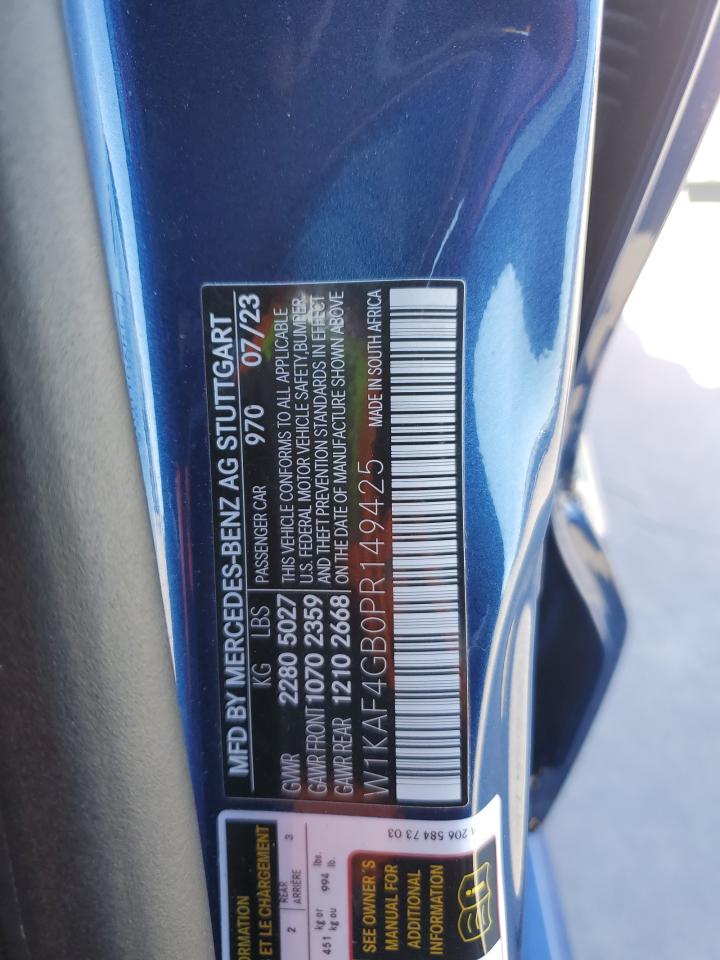 MFD BY MERCEDES-BENZ AG STUTTGART
KG LBS PASSENGER CAR 970 07/23
GVWR 2280 5027 THIS VEHICLE CONFORMS TO ALL APPLICABLE
GAWR FRONT 1070 2359 U.S. FEDERAL MOTOR VEHICLE SAFETY, BUMPER,
GAWR REAR 1210 2668 AND THEFT PREVENTION STANDARDS IN EFFECT
ON THE DATE OF MANUFACTURE SHOWN ABOVE
W1KAF4GB0PR149425 MADE IN SOUTH AFRICA
ET LE CHARGEMENT
2 REAR 3
ARRIÈRE
451 kg or 994 lbs.
kg ou lb.
SEE OWNER'S
MANUAL FOR
ADDITIONAL
INFORMATION
206 584 73 03